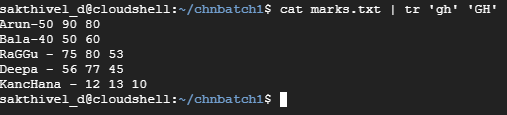 sakthivel_d@cloudshell:~/chnbatch1$ cat marks.txt | tr 'gh' 'GH'
Arun-50 90 80
Bala-40 50 60
RaGGu - 75 80 53
Deepa - 56 77 45
KancHana - 12 13 10
sakthivel_d@cloudshell:~/chnbatch1$